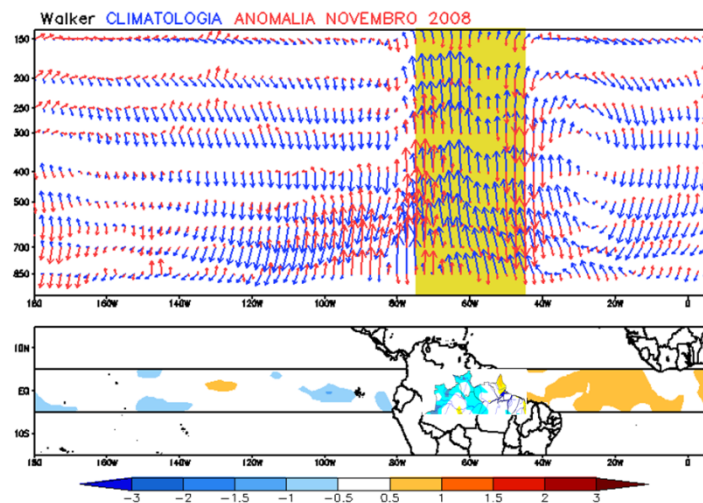 Walker CLIMATOLOGIA ANOMALIA NOVEMBRO 2008
150
200
250
300
400
500
700
850
180 160W 140W 120W 100W 80W 60W 40W 20W 0
10N
EQ
10S
180 160W 140W 120W 100W 80W 60W 40W 20W 0
-3 -2 -1.5 -1 -0.5 0.5 1 1.5 2 3